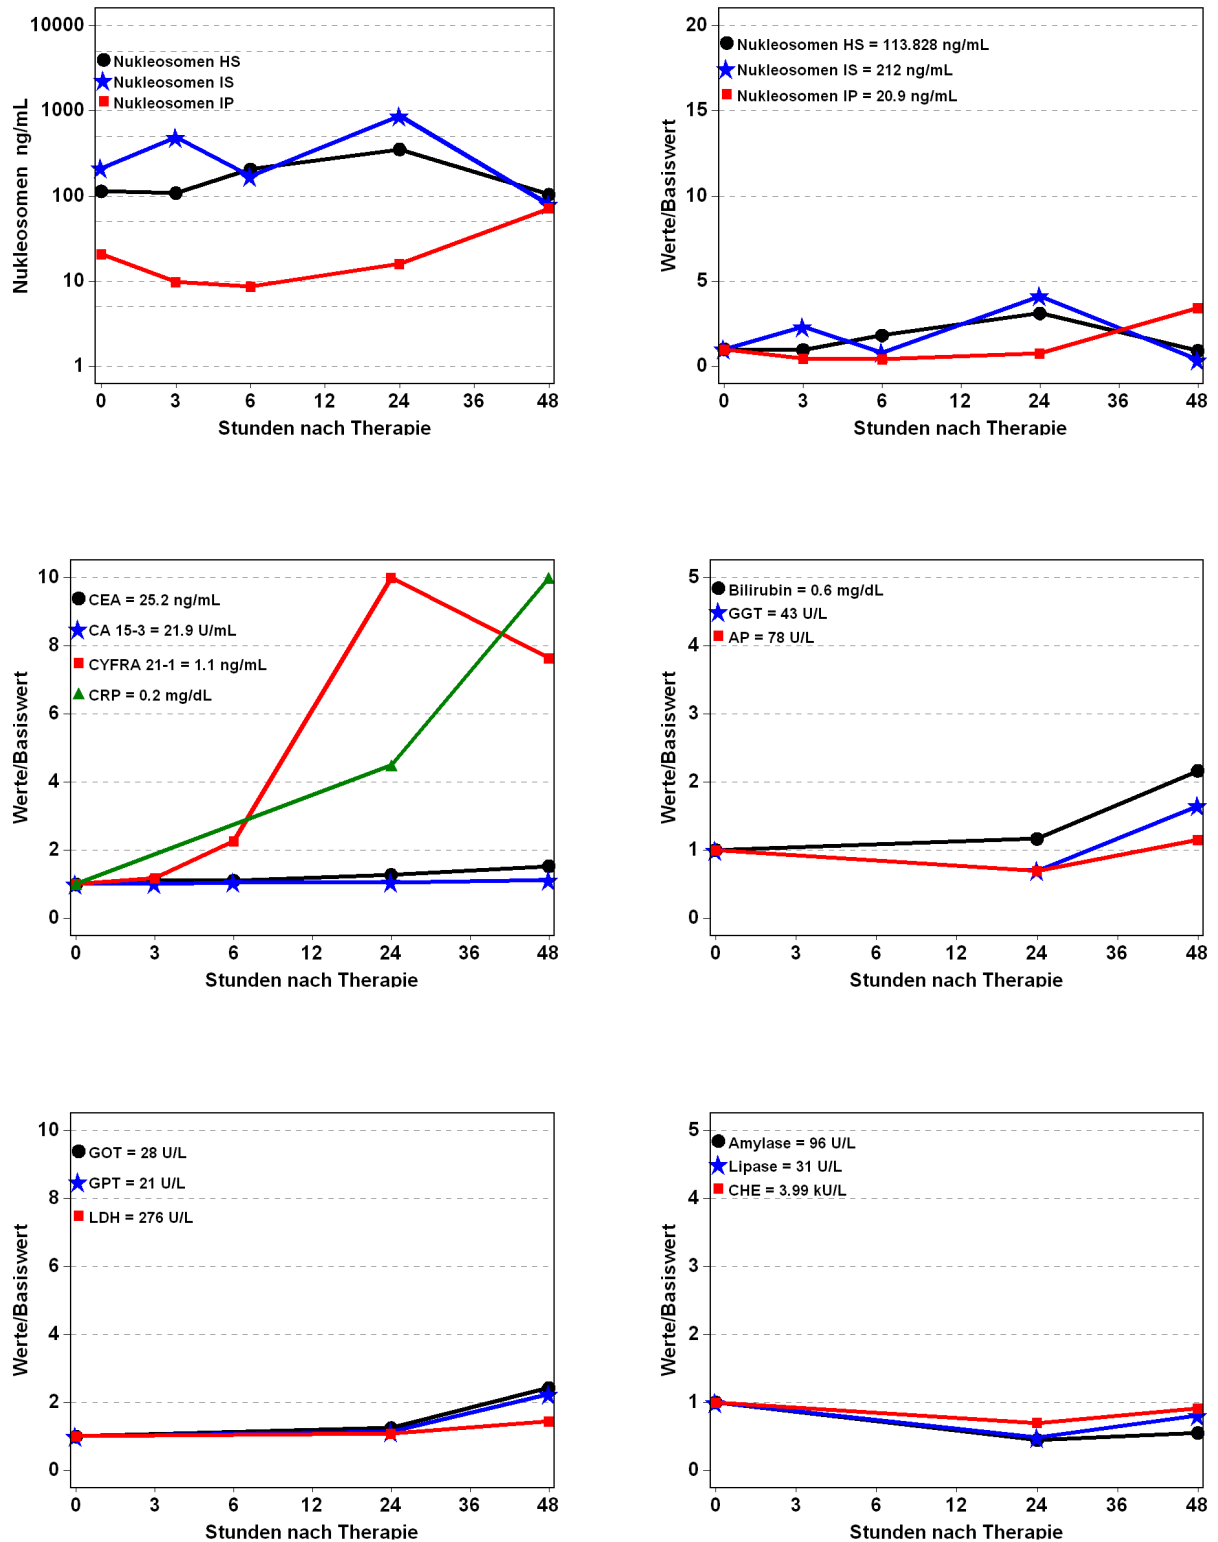 10000
1000
100
10
1
Nukleosomen ng/mL
Nukleosomen HS
Nukleosomen IS
Nukleosomen IP
0 3 6 12 24 36 48
Stunden nach Therapie
20
15
10
5
0
Werte/Basiswert
Nukleosomen HS = 113.828 ng/mL
Nukleosomen IS = 212 ng/mL
Nukleosomen IP = 20.9 ng/mL
0 3 6 12 24 36 48
Stunden nach Therapie
10
8
6
4
2
0
Werte/Basiswert
CEA = 25.2 ng/mL
CA 15-3 = 21.9 U/mL
CYFRA 21-1 = 1.1 ng/mL
CRP = 0.2 mg/dL
0 3 6 12 24 36 48
Stunden nach Therapie
5
4
3
2
1
0
Werte/Basiswert
Bilirubin = 0.6 mg/dL
GGT = 43 U/L
AP = 78 U/L
0 3 6 12 24 36 48
Stunden nach Therapie
10
8
6
4
2
0
Werte/Basiswert
GOT = 28 U/L
GPT = 21 U/L
LDH = 276 U/L
0 3 6 12 24 36 48
Stunden nach Therapie
5
4
3
2
1
0
Werte/Basiswert
Amylase = 96 U/L
Lipase = 31 U/L
CHE = 3.99 kU/L
0 3 6 12 24 36 48
Stunden nach Therapie